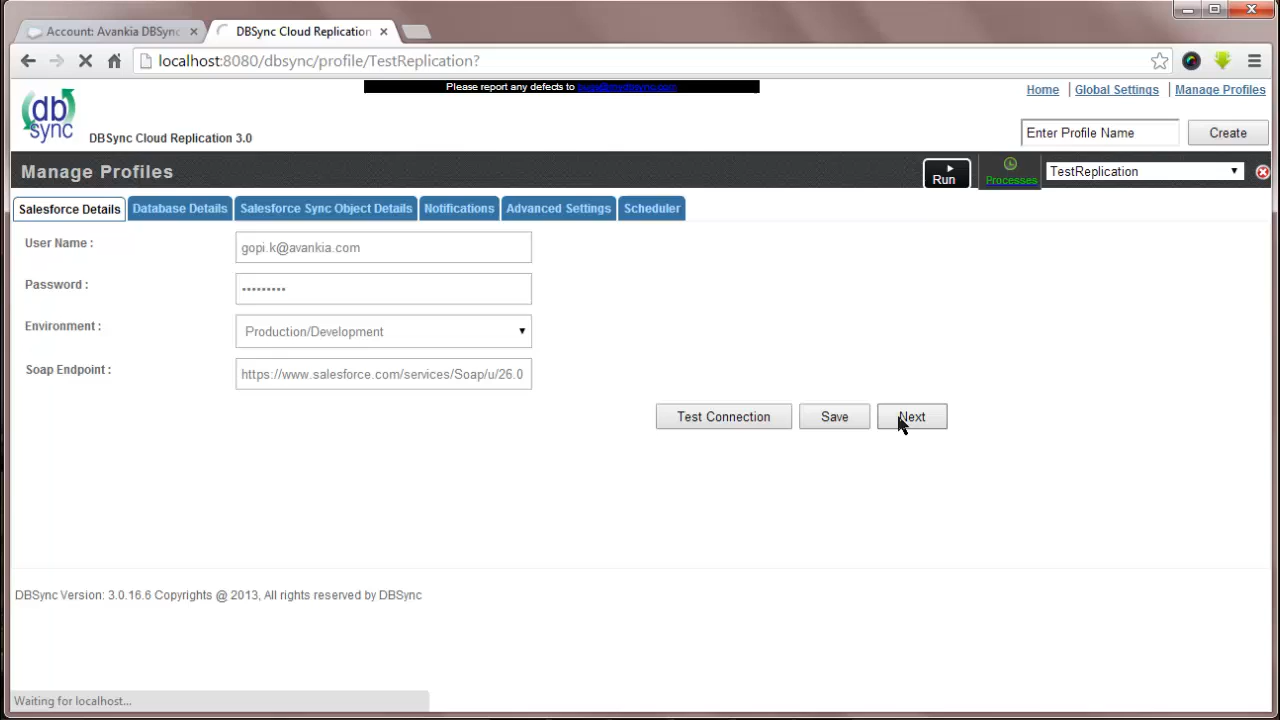 Account: Avankia DBSync
DBSync Cloud Replication
localhost:8080/dbsync/profile/TestReplication?
Please report any defects to
Home Global Settings Manage Profiles
db
sync
DBSync Cloud Replication 3.0
Enter Profile Name Create
Manage Profiles
Run
Processes
TestReplication
Salesforce Details Database Details Salesforce Sync Object Details Notifications Advanced Settings Scheduler
User Name : gopi.k@avankia.com
Password : •••••••••
Environment : Production/Development
Soap Endpoint : https://www.salesforce.com/services/Soap/u/26.0
Test Connection Save Next
DBSync Version: 3.0.16.6 Copyrights @ 2013, All rights reserved by DBSync
Waiting for localhost...